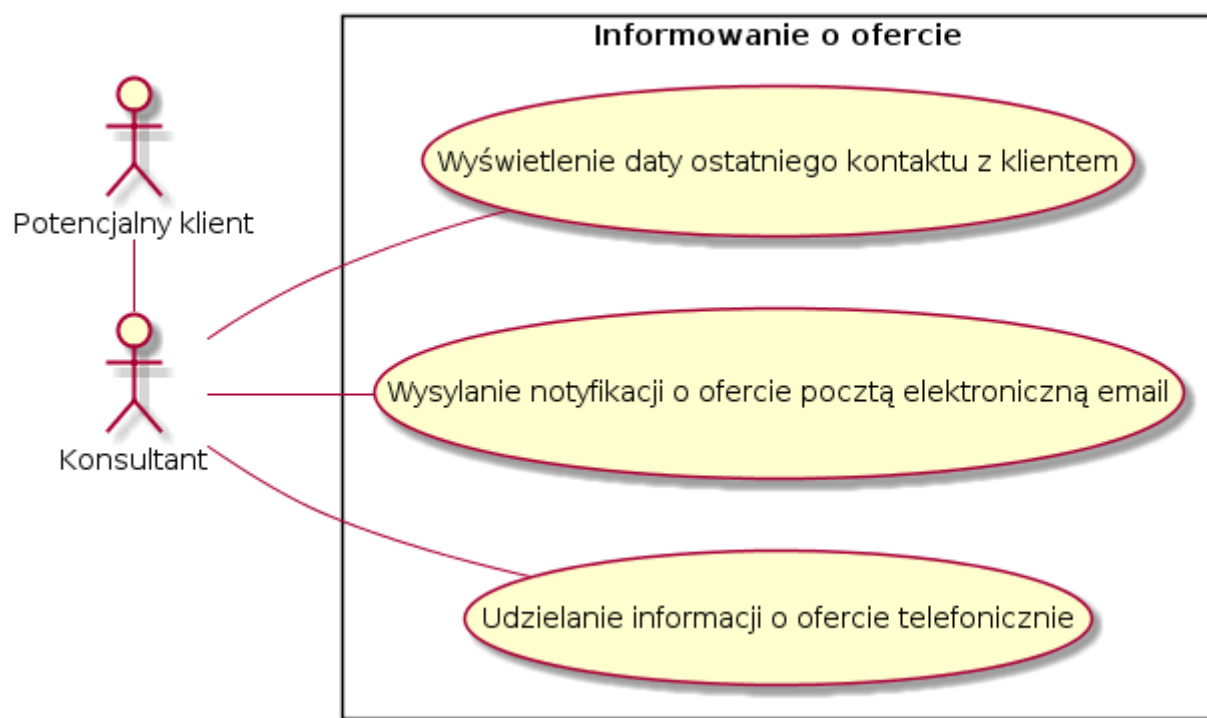 Informowanie o ofercie
Wyświetlenie daty ostatniego kontaktu z klientem
Potencjalny klient
Wysylanie notyfikacji o ofercie pocztą elektroniczną email
Konsultant
Udzielanie informacji o ofercie telefonicznie